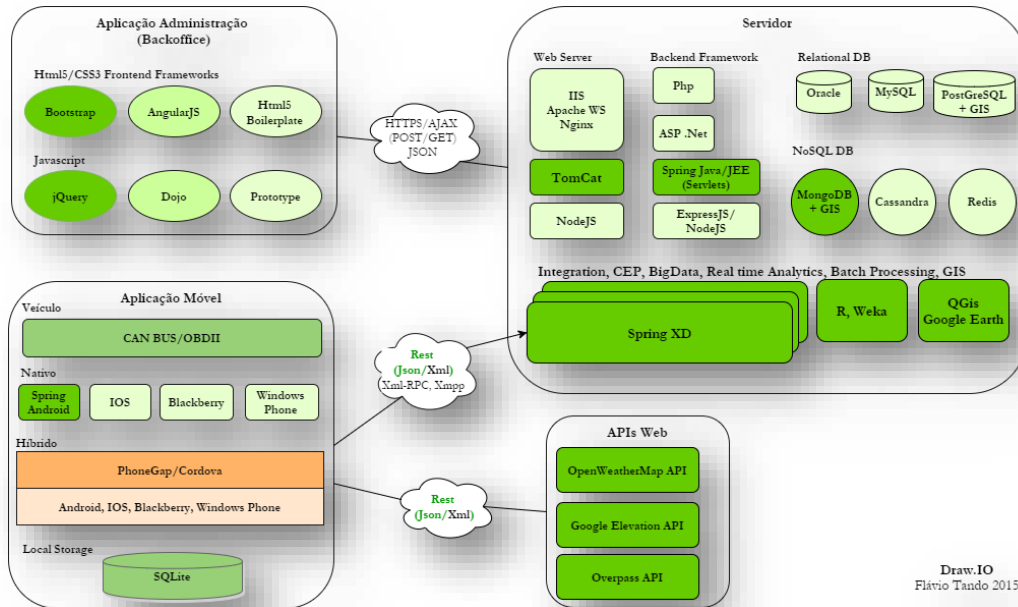 Aplicação Administração
(Backoffice)
Html5/CSS3 Frontend Frameworks
Bootstrap
AngularJS
Html5
Boilerplate
Javascript
jQuery
Dojo
Prototype
HTTPS/AJAX
(POST/GET)
JSON
Servidor
Web Server
IIS
Apache WS
Nginx
TomCat
NodeJS
Backend Framework
Php
ASP .Net
Spring Java/JEE
(Servlets)
ExpressJS/
NodeJS
Relational DB
Oracle
MySQL
PostGreSQL
+ GIS
NoSQL DB
MongoDB
+ GIS
Cassandra
Redis
Integration, CEP, BigData, Real time Analytics, Batch Processing, GIS
Spring XD
R, Weka
QGis
Google Earth
Aplicação Móvel
Veículo
CAN BUS/OBDII
Nativo
Spring
Android
IOS
Blackberry
Windows
Phone
Híbrido
PhoneGap/Cordova
Android, IOS, Blackberry, Windows Phone
Local Storage
SQLite
Rest
(Json/Xml)
Xml-RPC, Xmpp
Rest
(Json/Xml)
APIs Web
OpenWeatherMap API
Google Elevation API
Overpass API
Draw.IO
Flávio Tando 2015